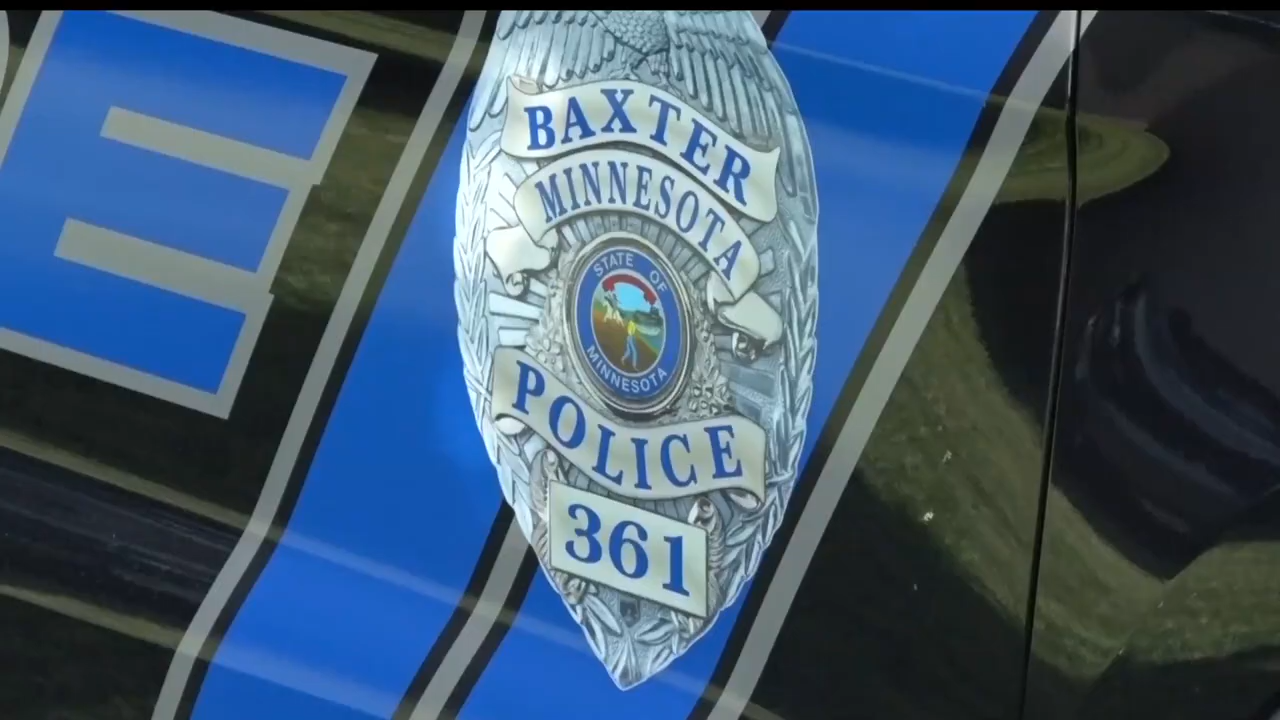 E
BAXTER
MINNESOTA
STATE OF
MINNESOTA
POLICE
361